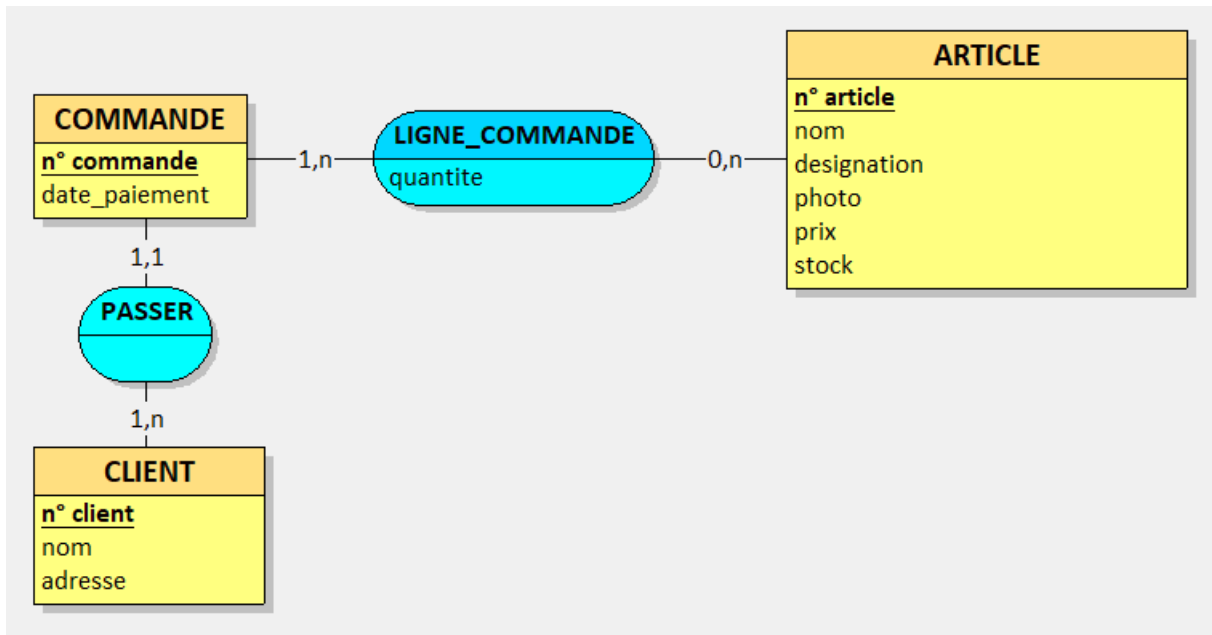 COMMANDE
n° commande
date_paiement
1,n
LIGNE_COMMANDE
quantite
0,n
ARTICLE
n° article
nom
designation
photo
prix
stock
1,1
PASSER
1,n
CLIENT
n° client
nom
adresse